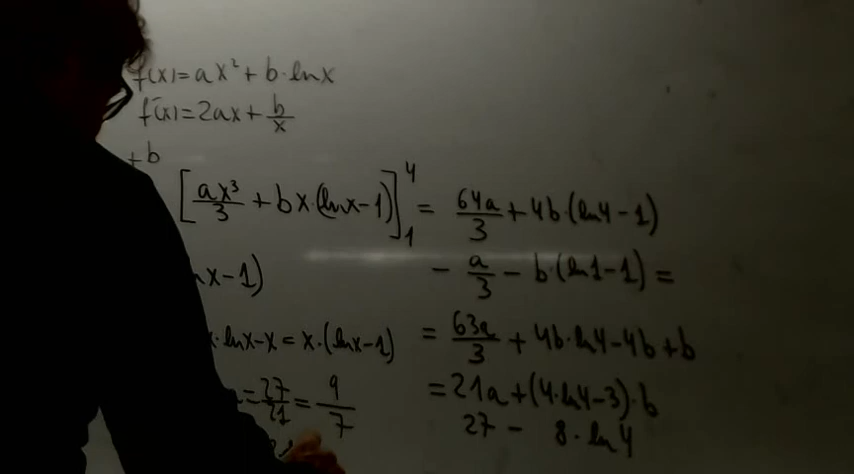 f(x)=ax²+b·lnx
f'(x)=2ax+b/x
+b
[ax³/3+bx·(lnx-1)]₁⁴ = 64a/3+4b·(ln4-1)
x-1) - a/3-b·(ln1-1)=
·lnx-x=x·(lnx-1) = 63a/3+4b·ln4-4b+b
=27/21=9/7 =21a+(4·ln4-3)·b
27- 8·ln4